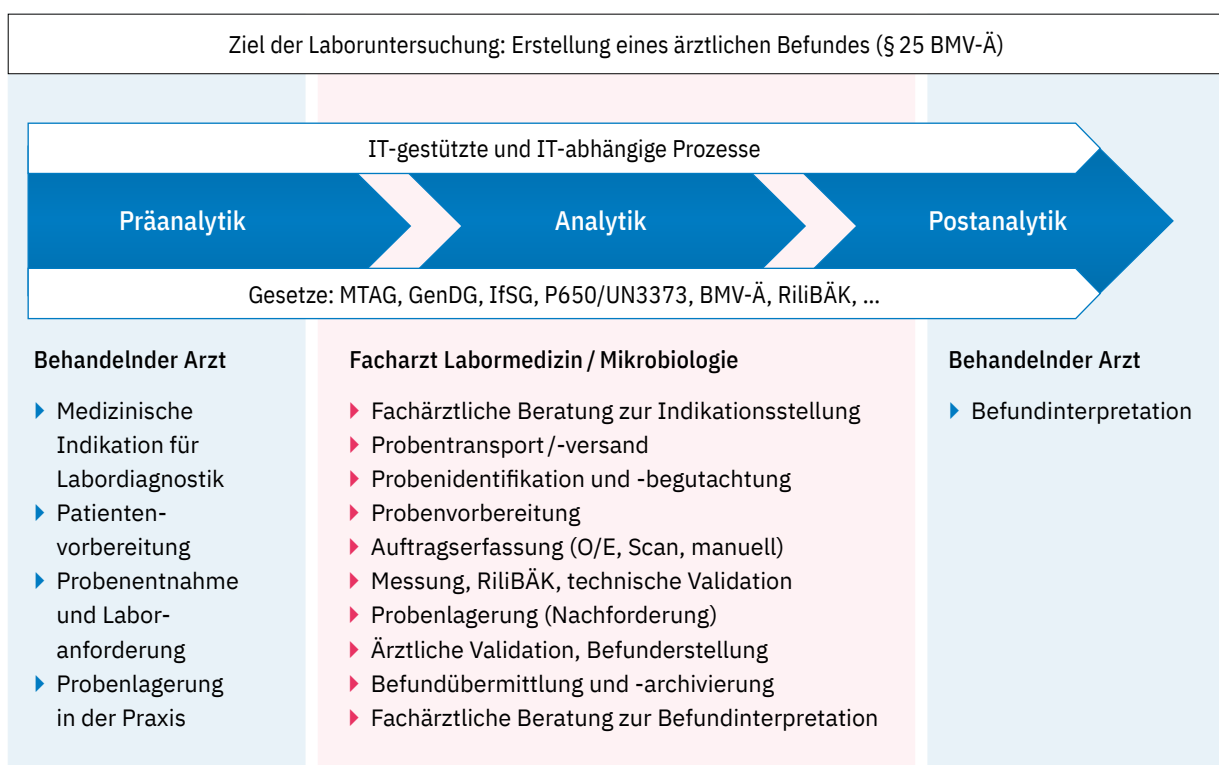 Ziel der Laboruntersuchung: Erstellung eines ärztlichen Befundes (§ 25 BMV-Ä)
IT-gestützte und IT-abhängige Prozesse
Präanalytik
Analytik
Postanalytik
Gesetze: MTAG, GenDG, IfSG, P650/UN3373, BMV-Ä, RiliBÄK, ...
Behandelnder Arzt
Medizinische
Indikation für
Labordiagnostik
Patienten-
vorbereitung
Probenentnahme
und Labor-
anforderung
Probenlagerung
in der Praxis
Facharzt Labormedizin / Mikrobiologie
Fachärztliche Beratung zur Indikationsstellung
Probentransport /-versand
Probenidentifikation und -begutachtung
Probenvorbereitung
Auftragserfassung (O/E, Scan, manuell)
Messung, RiliBÄK, technische Validation
Probenlagerung (Nachforderung)
Ärztliche Validation, Befunderstellung
Befundübermittlung und -archivierung
Fachärztliche Beratung zur Befundinterpretation
Behandelnder Arzt
Befundinterpretation